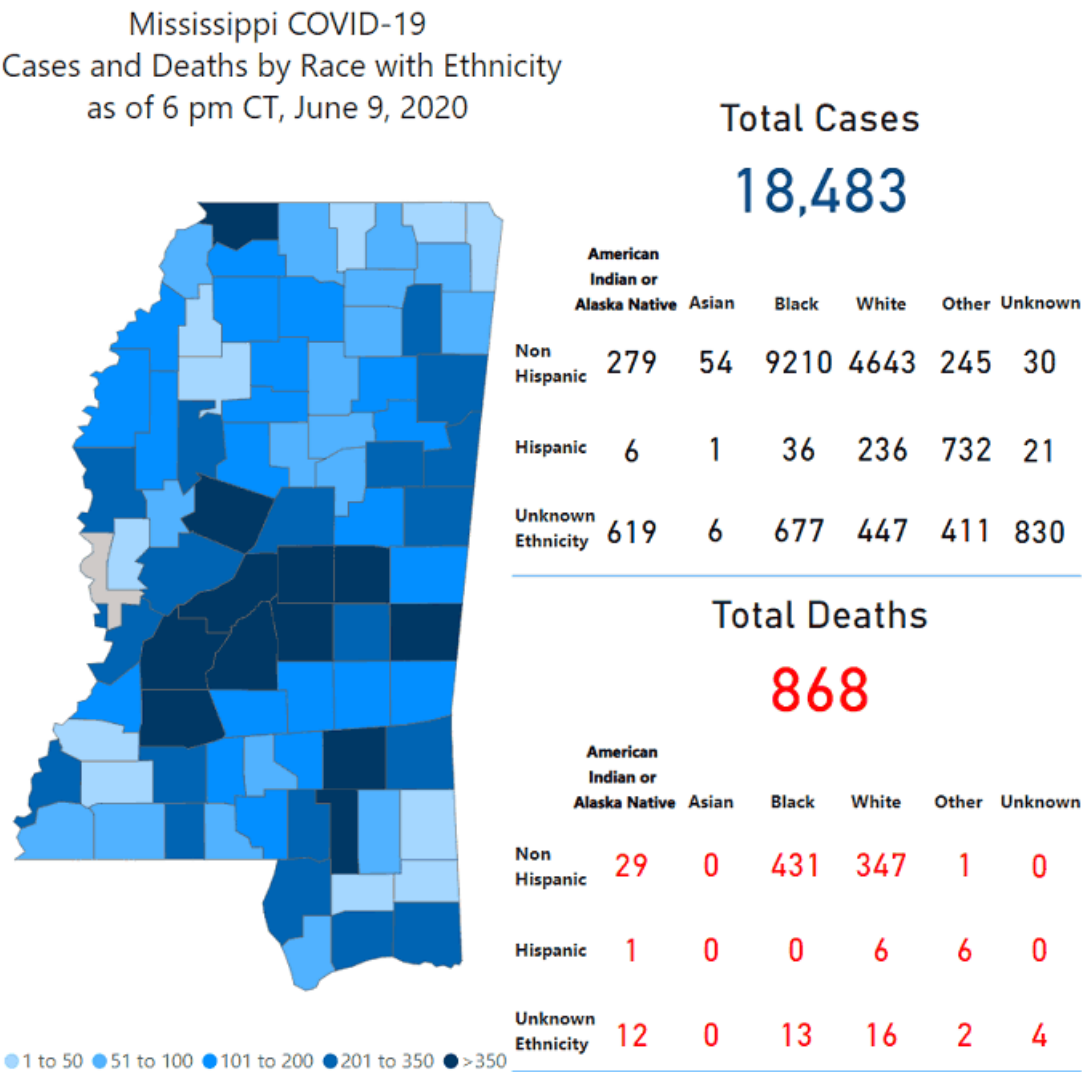 Mississippi COVID-19
Cases and Deaths by Race with Ethnicity
as of 6 pm CT, June 9, 2020
Total Cases
18,483
American
Indian or
Alaska Native Asian Black White Other Unknown
Non
Hispanic 279 54 9210 4643 245 30
Hispanic 6 1 36 236 732 21
Unknown
Ethnicity 619 6 677 447 411 830
Total Deaths
868
American
Indian or
Alaska Native Asian Black White Other Unknown
Non
Hispanic 29 0 431 347 1 0
Hispanic 1 0 0 6 6 0
Unknown
Ethnicity 12 0 13 16 2 4
1 to 50 51 to 100 101 to 200 201 to 350 >350